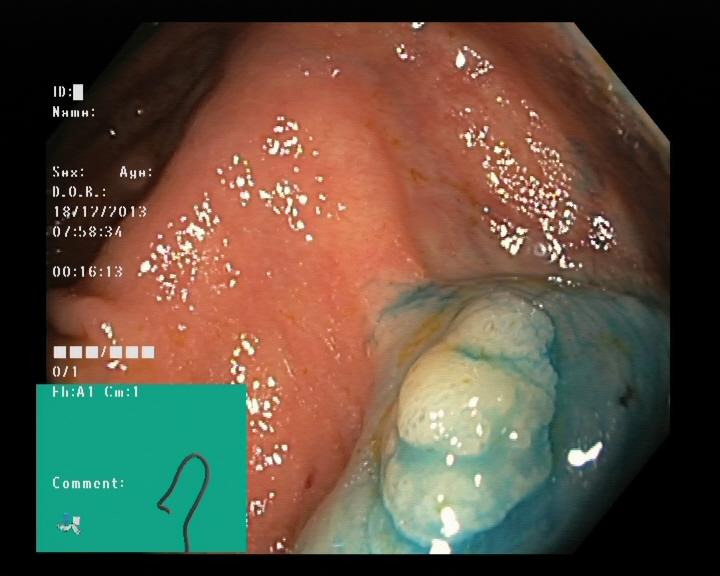 ID:
Name:
Sex: Age:
D.O.B.:
18/12/2013
07:58:34
00:16:13
0/1
Eh:A1 Cm:1
Comment: